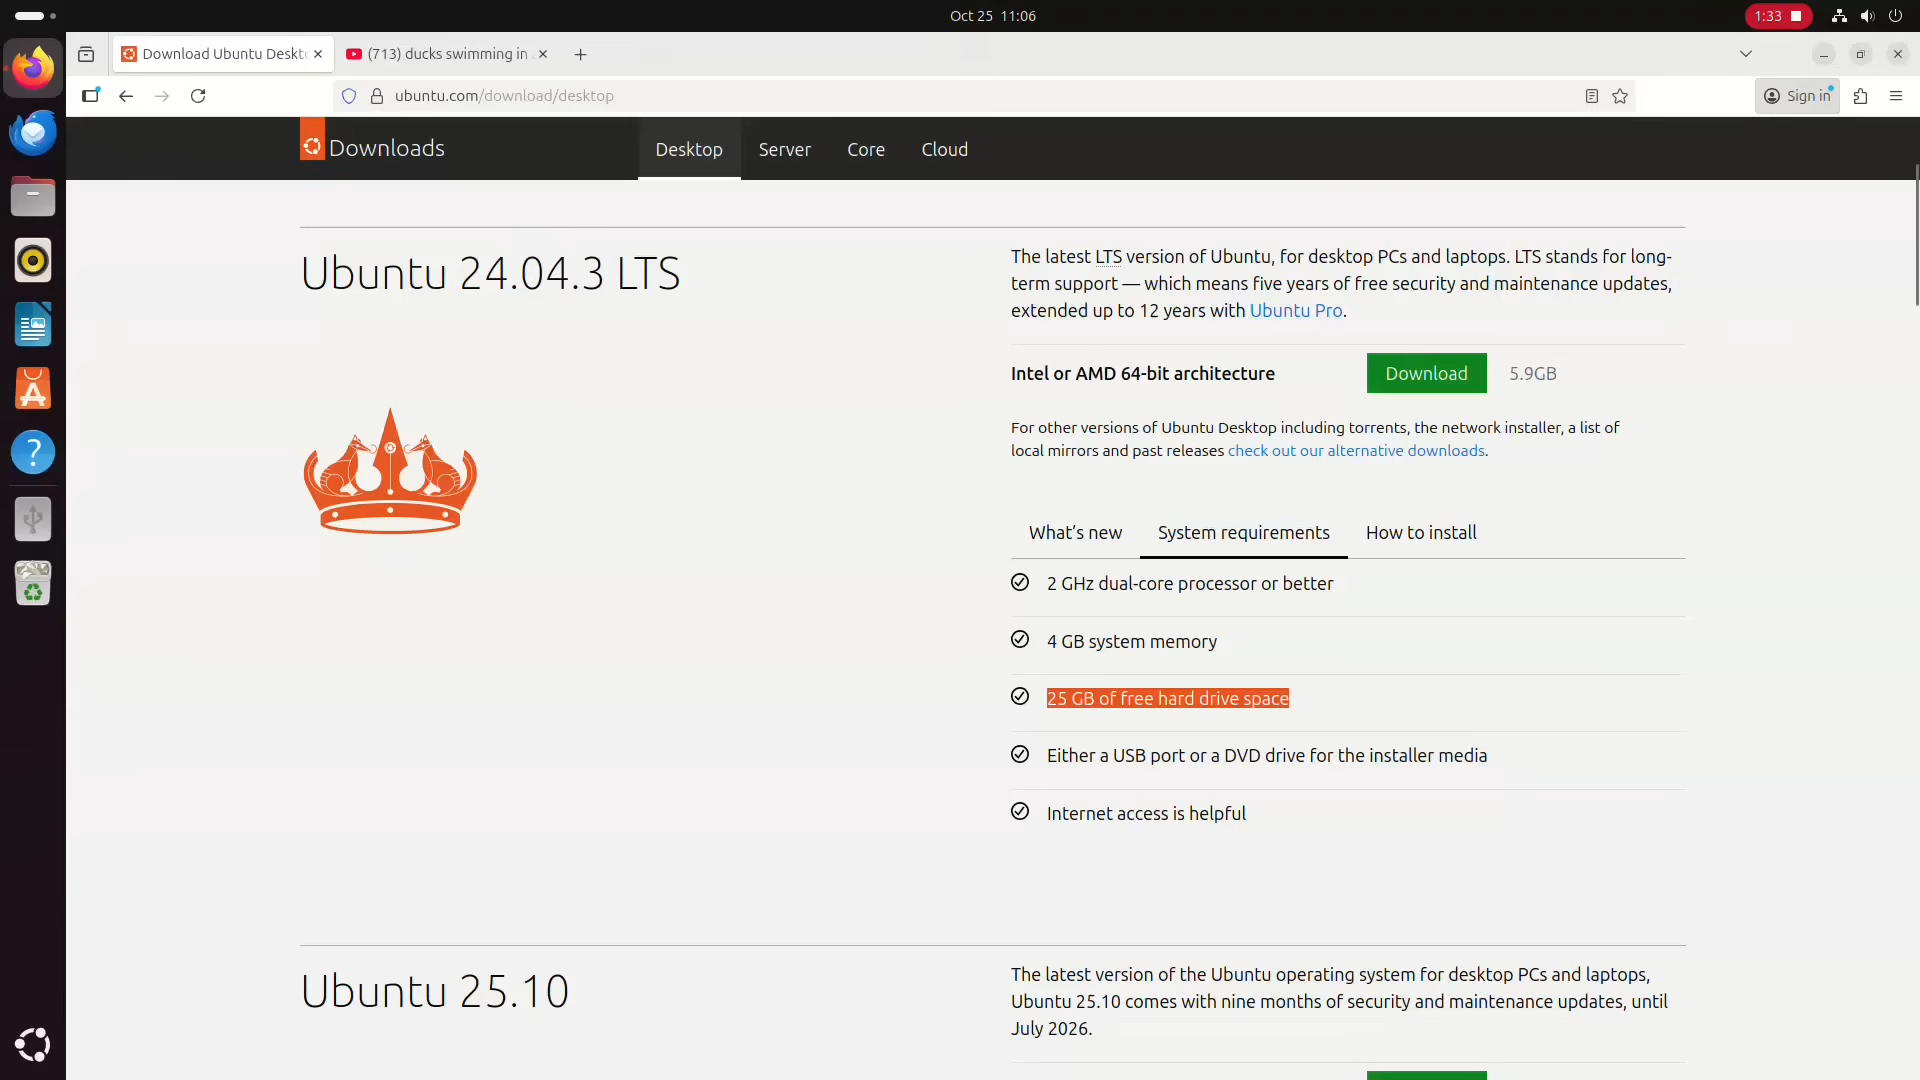 Oct 25 11:06
1:33
Download Ubuntu Deskt
(713) ducks swimming in
ubuntu.com/download/desktop
Sign in
Downloads
Desktop
Server
Core
Cloud
Ubuntu 24.04.3 LTS
The latest LTS version of Ubuntu, for desktop PCs and laptops. LTS stands for long-
term support — which means five years of free security and maintenance updates,
extended up to 12 years with Ubuntu Pro.
Intel or AMD 64-bit architecture
Download
5.9GB
For other versions of Ubuntu Desktop including torrents, the network installer, a list of
local mirrors and past releases check out our alternative downloads.
What’s new
System requirements
How to install
2 GHz dual-core processor or better
4 GB system memory
25 GB of free hard drive space
Either a USB port or a DVD drive for the installer media
Internet access is helpful
Ubuntu 25.10
The latest version of the Ubuntu operating system for desktop PCs and laptops,
Ubuntu 25.10 comes with nine months of security and maintenance updates, until
July 2026.